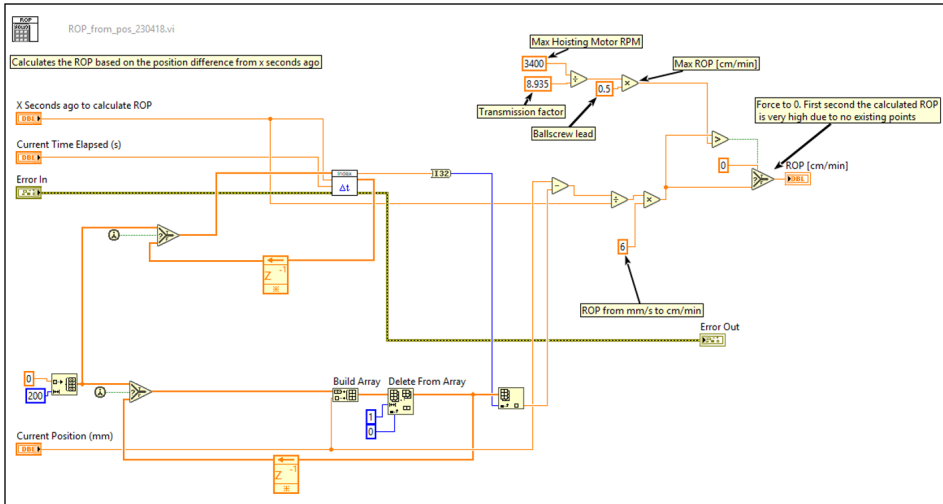 ROP
ROP_from_pos_230418.vi
Calculates the ROP based on the position difference from x seconds ago
Max Hoisting Motor RPM
3400
8.935
Transmission factor
0.5
Ballscrew lead
Max ROP [cm/min]
Force to 0. First second the calculated ROP
is very high due to no existing points
X Seconds ago to calculate ROP
DBL
Current Time Elapsed (s)
DBL
Error In
Index
Δt
I32
0
ROP [cm/min]
DBL
6
ROP from mm/s to cm/min
Z -1
Error Out
0
200
Build Array
Delete From Array
1
0
Current Position (mm)
DBL
Z -1